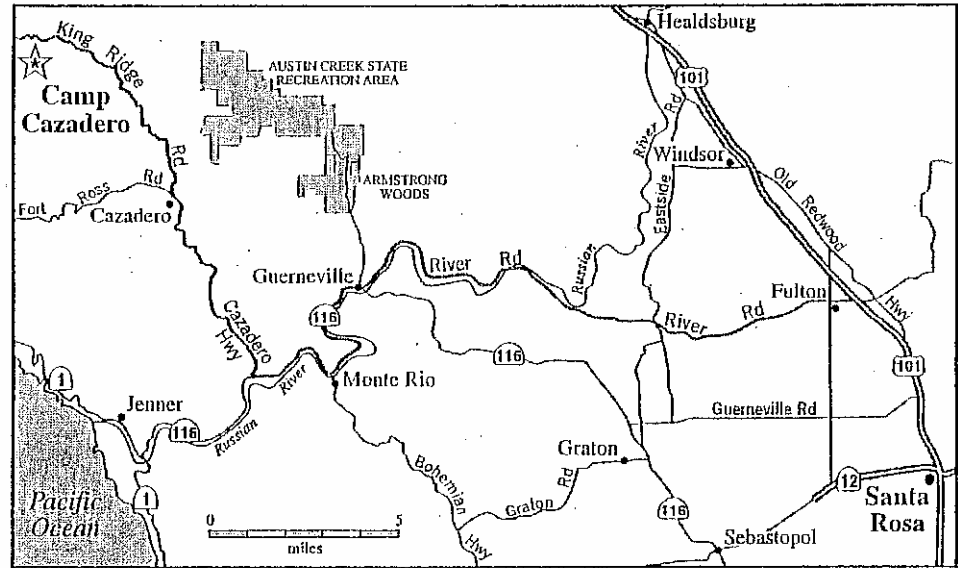 Healdsburg
King Ridge Rd
Camp
Cazadero
AUSTIN CREEK STATE
RECREATION AREA
101
Windsor
River
Rd
Old Redwood Hwy
Eastside
Fort Ross Rd
Cazadero
ARMSTRONG
WOODS
Russian
Guerneville
River Rd
116
Fulton
River Rd
Cazadero
Hwy
116
101
1
River
Monte Rio
Jenner
116
Russian
Guerneville Rd
Graton
Bohemian
Hwy
Graton Rd
12
Santa
Rosa
Pacific
Ocean
1
0 5
miles
116
Sebastopol